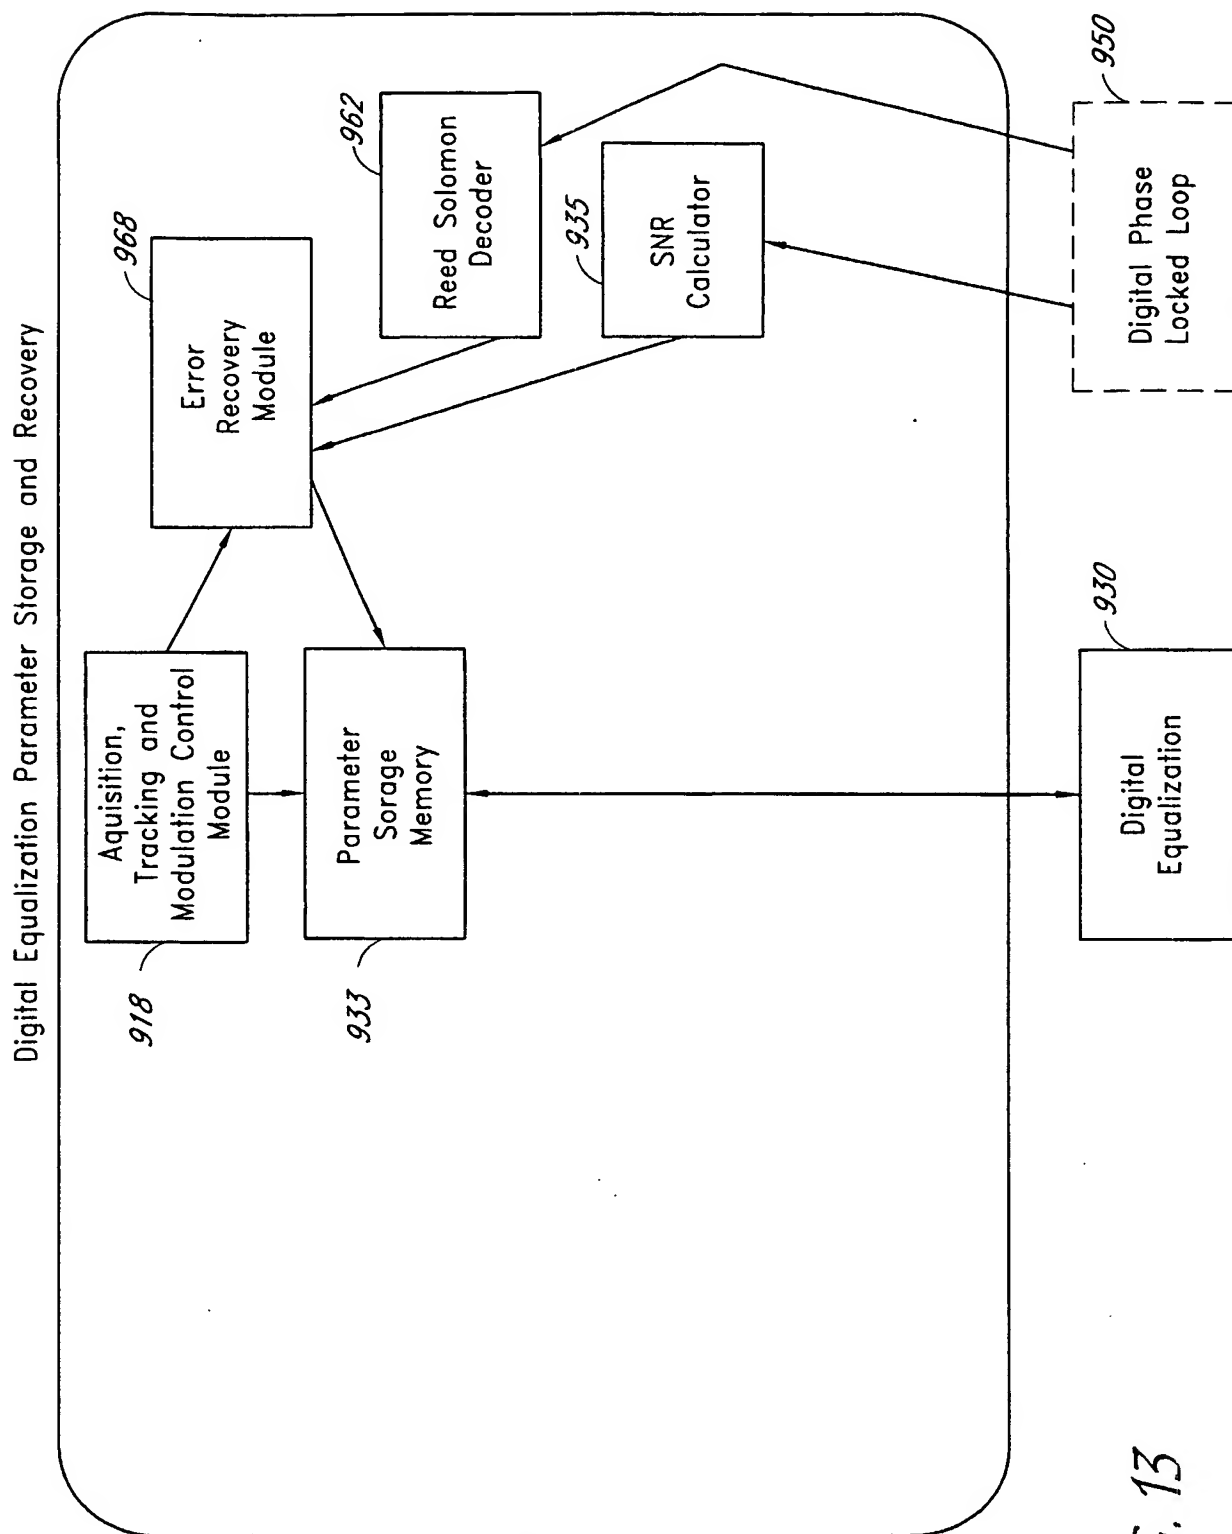 Digital Equalization Parameter Storage and Recovery
Aquisition,
Tracking and
Modulation Control
Module
918
Parameter
Sorage
Memory
933
Error
Recovery
Module
968
Reed Solomon
Decoder
962
SNR
Calculator
935
Digital
Equalization
930
Digital Phase
Locked Loop
950
13